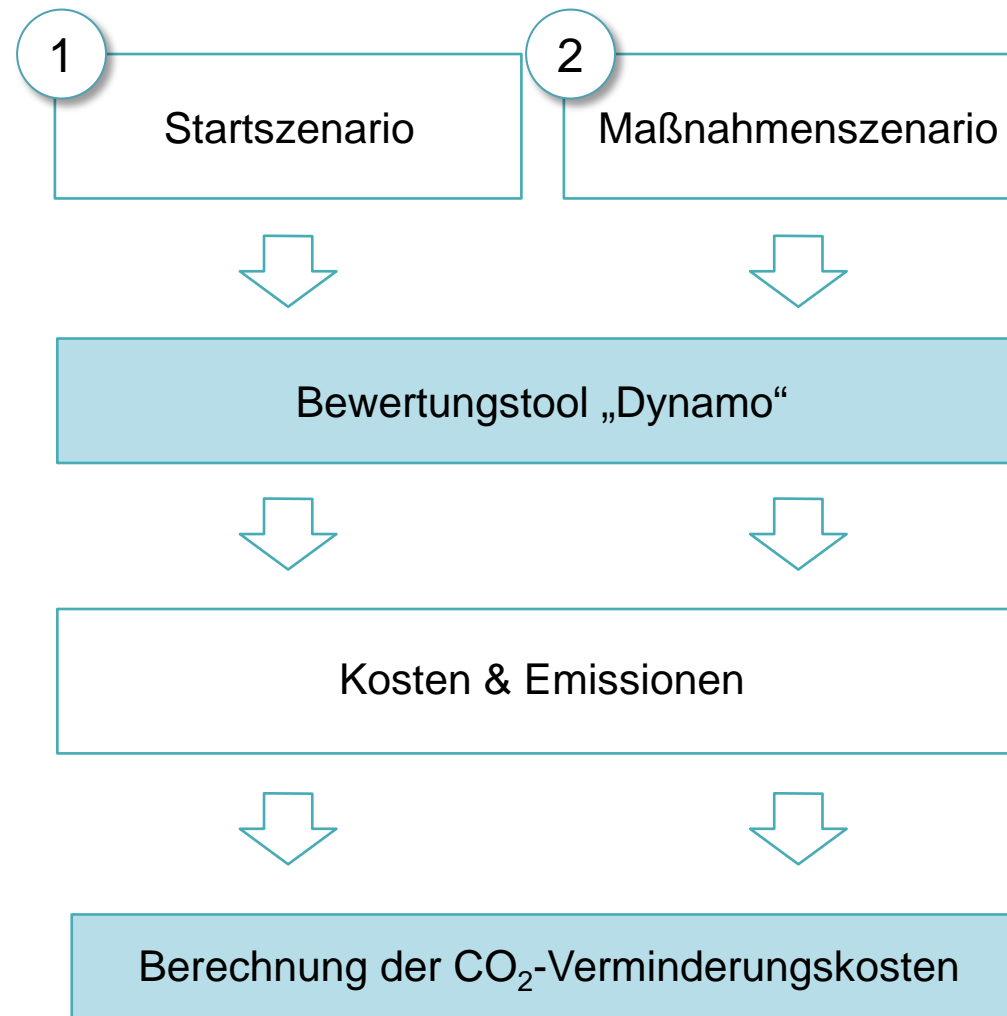 1
Startszenario
2
Maßnahmenszenario
Bewertungstool „Dynamo“
Kosten & Emissionen
Berechnung der CO₂-Verminderungskosten